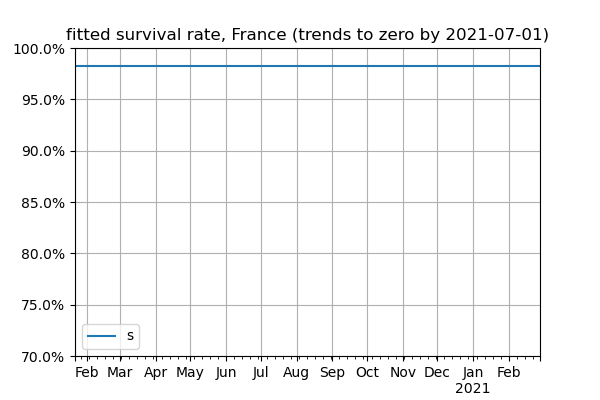 fitted survival rate, France (trends to zero by 2021-07-01)
100.0%
95.0%
90.0%
85.0%
80.0%
75.0%
70.0%
s
Feb Mar Apr May Jun Jul Aug Sep Oct Nov Dec Jan Feb
2021